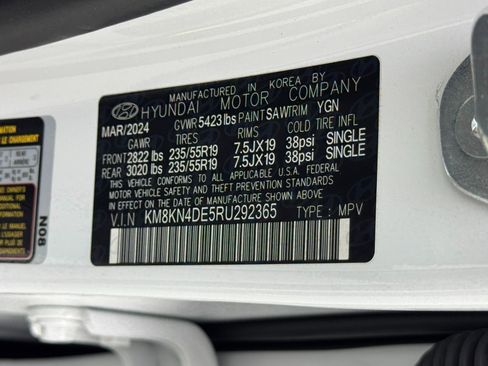 MANUFACTURED IN KOREA BY
HYUNDAI MOTOR COMPANY
MAR/2024 GVWR 5423lbs PAINT SAW TRIM YGN
GAWR TIRES RIMS COLD TIRE INFL
FRONT 2822 lbs 235/55R19 7.5JX19 38psi SINGLE
REAR 3020 lbs 235/55R19 7.5JX19 38psi SINGLE
THIS VEHICLE CONFORMS TO ALL APPLICABLE U.S.A. FEDERAL
MOTOR VEHICLE SAFETY AND THEFT PREVENTION
STANDARDS IN EFFECT ON THE
DATE OF MANUFACTURE SHOWN ABOVE
V.I.N KM8KN4DE5RU292365 TYPE : MPV
N08